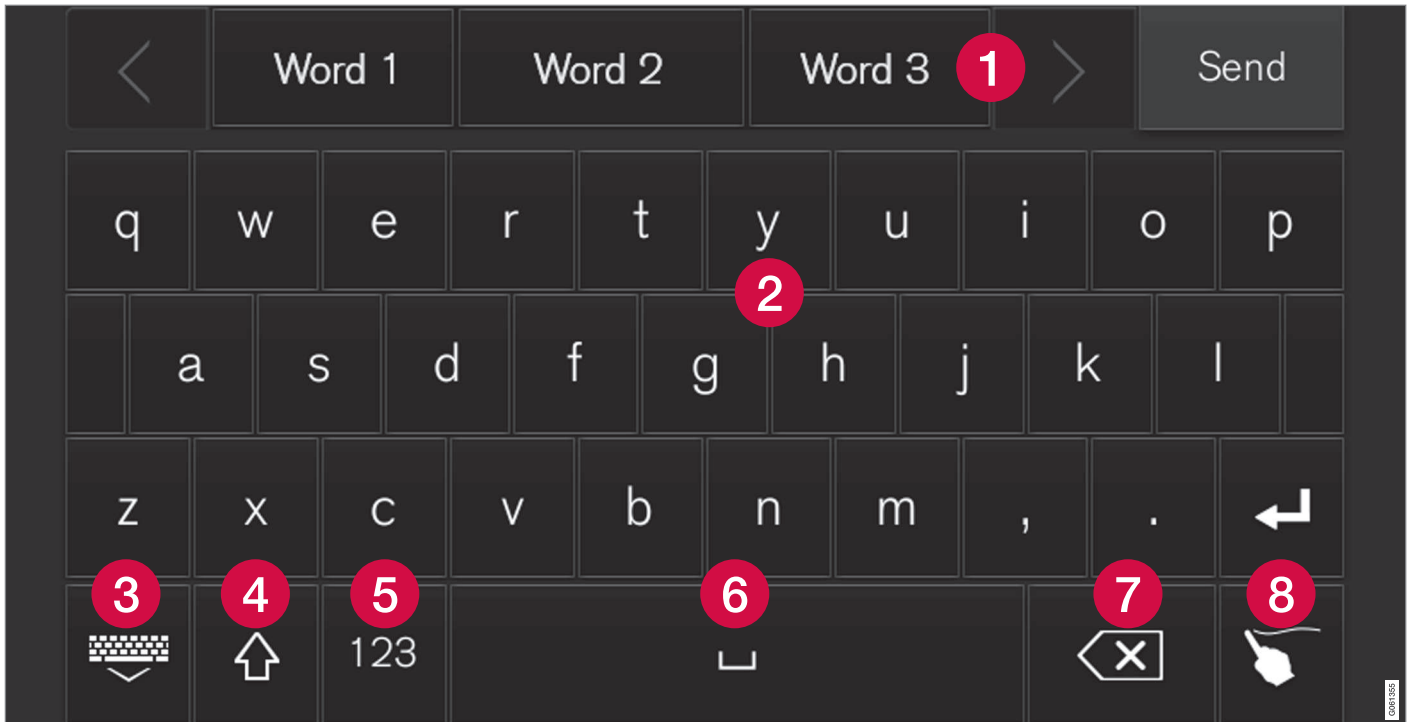 Word 1 Word 2 Word 3 1 Send
q w e r t y u i o p
2
a s d f g h j k l
z x c v b n m , .
3 4 5 6 7 8
123
G061355